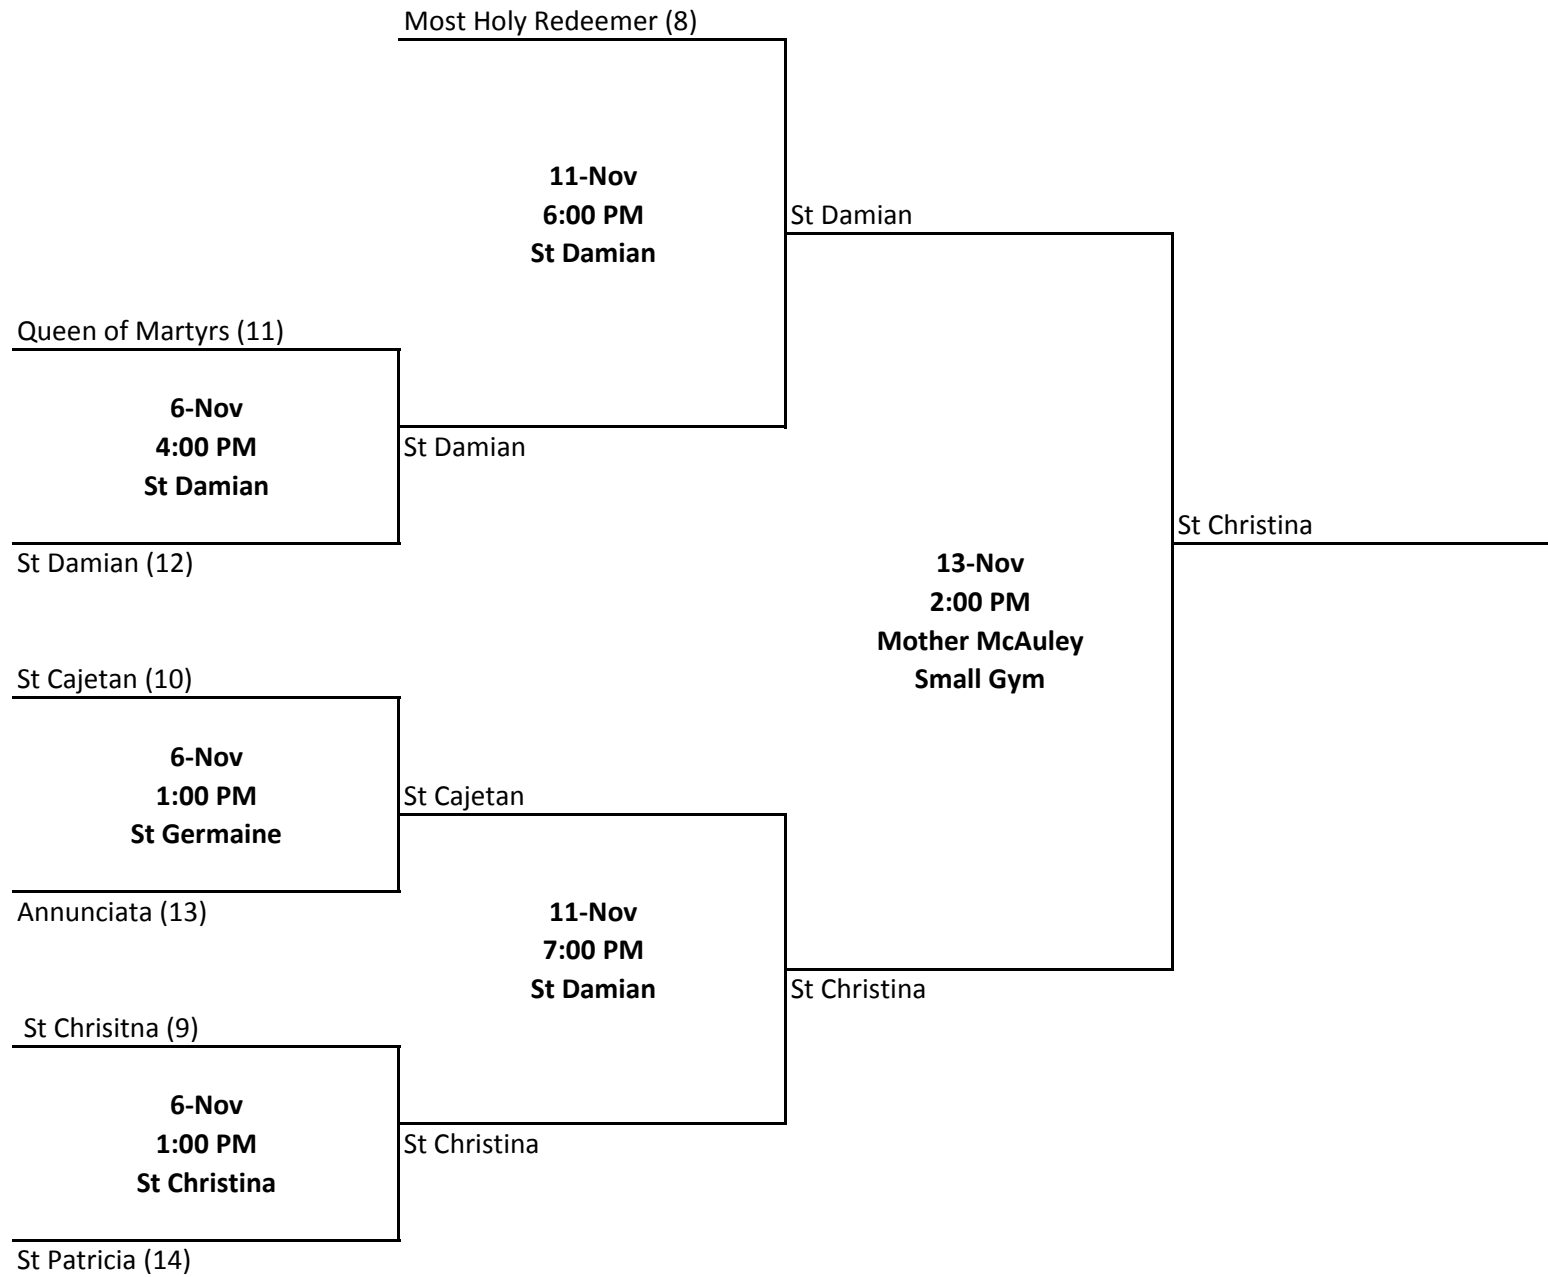 Most Holy Redeemer (8)
11-Nov
6:00 PM
St Damian
St Damian
Queen of Martyrs (11)
6-Nov
4:00 PM
St Damian
St Damian
St Damian (12)
St Christina
13-Nov
2:00 PM
Mother McAuley
Small Gym
St Cajetan (10)
6-Nov
1:00 PM
St Germaine
St Cajetan
Annunciata (13)
11-Nov
7:00 PM
St Damian
St Christina
St Chrisitna (9)
6-Nov
1:00 PM
St Christina
St Christina
St Patricia (14)